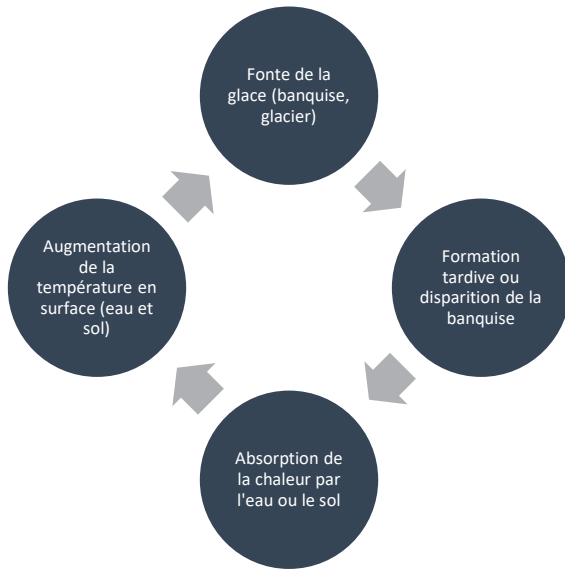 Fonte de la
glace (banquise,
glacier)
Formation
tardive ou
disparition de la
banquise
Absorption de
la chaleur par
l'eau ou le sol
Augmentation
de la
température en
surface (eau et
sol)